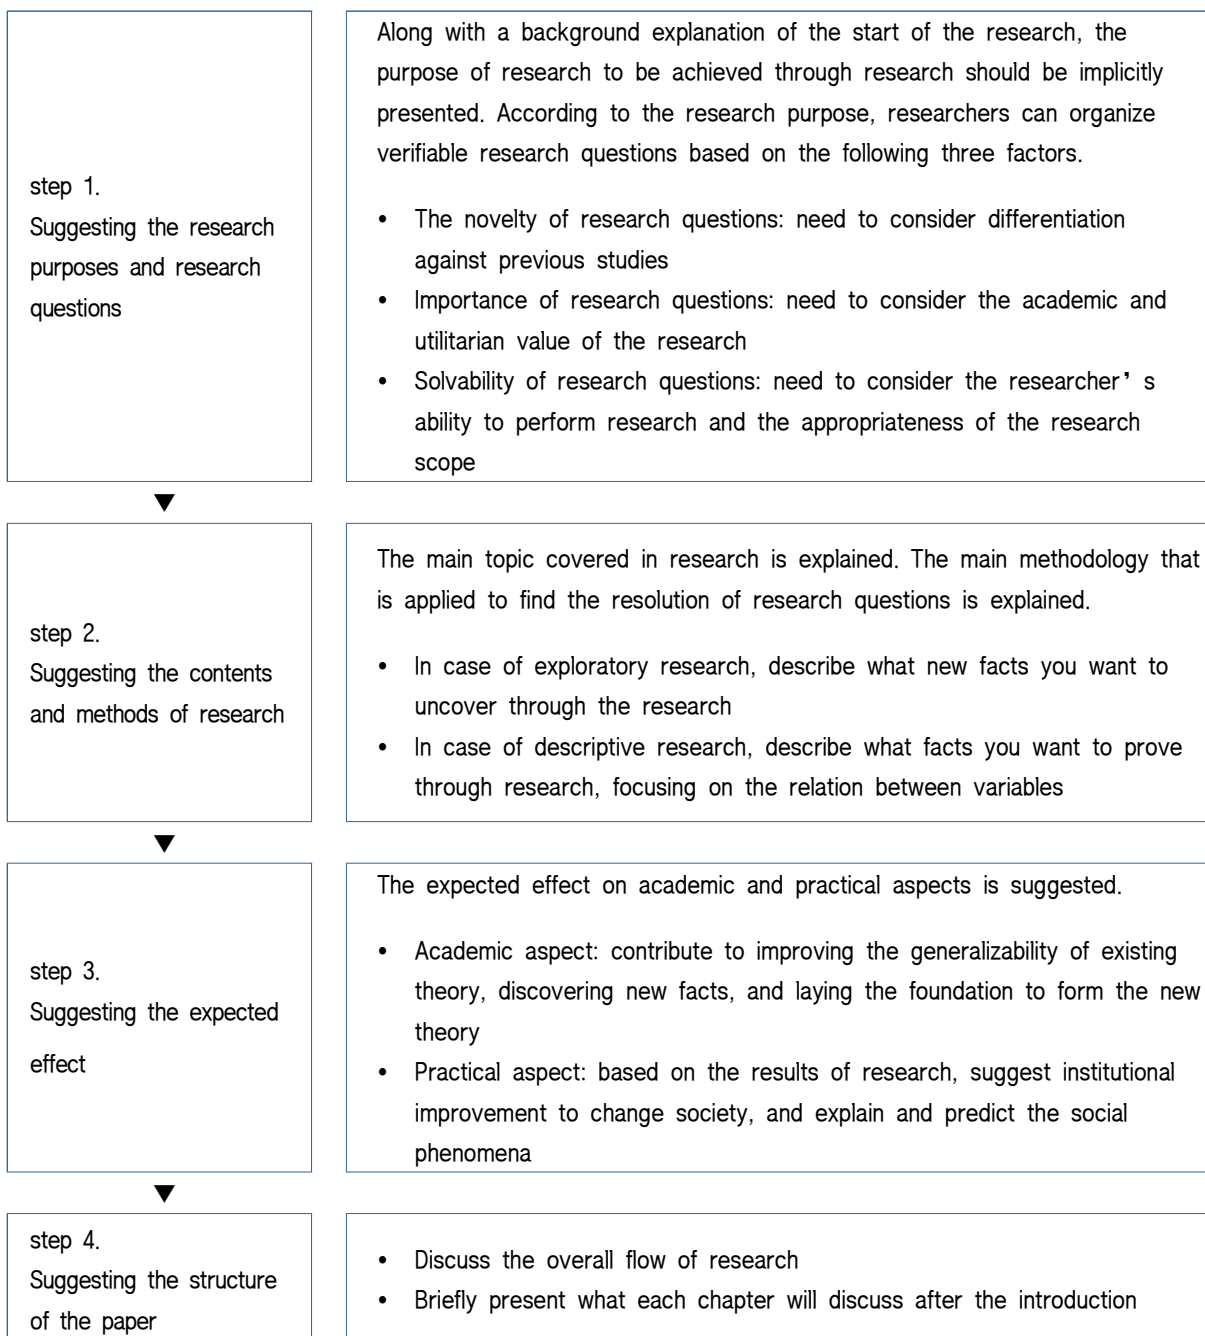 step 1.
Suggesting the research
purposes and research
questions
Along with a background explanation of the start of the research, the
purpose of research to be achieved through research should be implicitly
presented. According to the research purpose, researchers can organize
verifiable research questions based on the following three factors.
• The novelty of research questions: need to consider differentiation
against previous studies
• Importance of research questions: need to consider the academic and
utilitarian value of the research
• Solvability of research questions: need to consider the researcher’s
ability to perform research and the appropriateness of the research
scope
▼
step 2.
Suggesting the contents
and methods of research
The main topic covered in research is explained. The main methodology that
is applied to find the resolution of research questions is explained.
• In case of exploratory research, describe what new facts you want to
uncover through the research
• In case of descriptive research, describe what facts you want to prove
through research, focusing on the relation between variables
▼
step 3.
Suggesting the expected
effect
The expected effect on academic and practical aspects is suggested.
• Academic aspect: contribute to improving the generalizability of existing
theory, discovering new facts, and laying the foundation to form the new
theory
• Practical aspect: based on the results of research, suggest institutional
improvement to change society, and explain and predict the social
phenomena
▼
step 4.
Suggesting the structure
of the paper
• Discuss the overall flow of research
• Briefly present what each chapter will discuss after the introduction